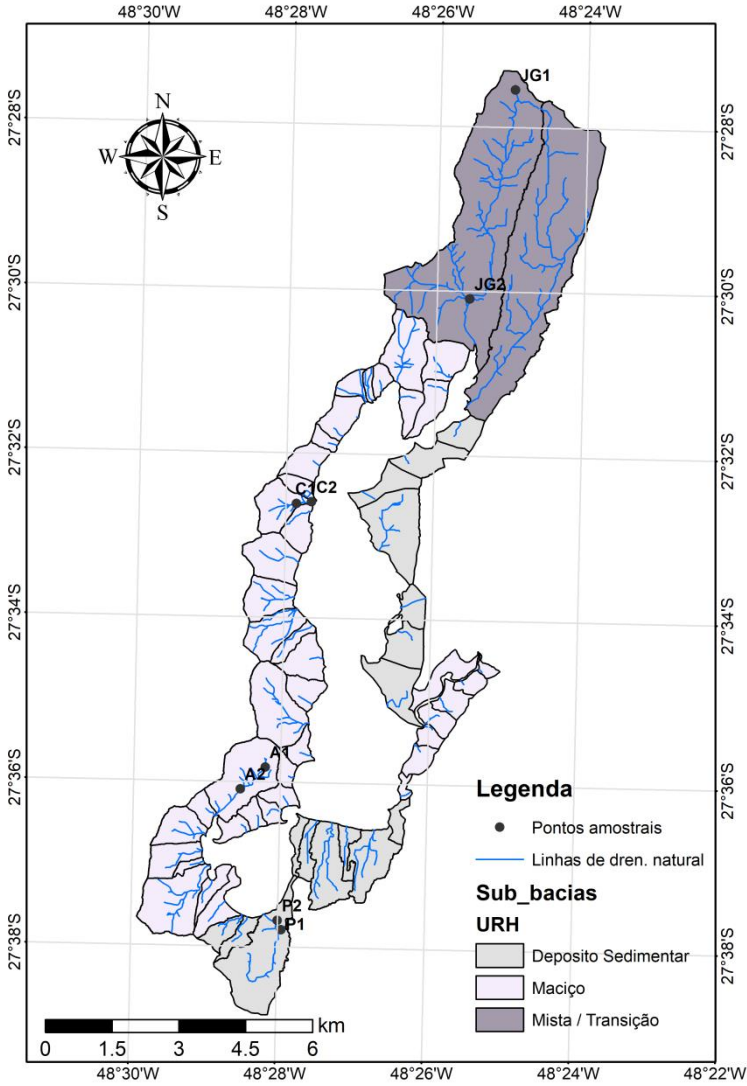 48°30'W 48°28'W 48°26'W 48°24'W
JG1
27°28'S 27°28'S
N
W E
S
27°30'S 27°30'S
JG2
27°32'S 27°32'S
C1 C2
27°34'S 27°34'S
A1
27°36'S 27°36'S
A2
Legenda
Pontos amostrais
Linhas de dren. natural
Sub_bacias
P2
URH
P1
27°38'S 27°38'S
Deposito Sedimentar
Maciço
Mista / Transição
km
0 1.5 3 4.5 6
48°30'W 48°28'W 48°26'W 48°24'W 48°22'W